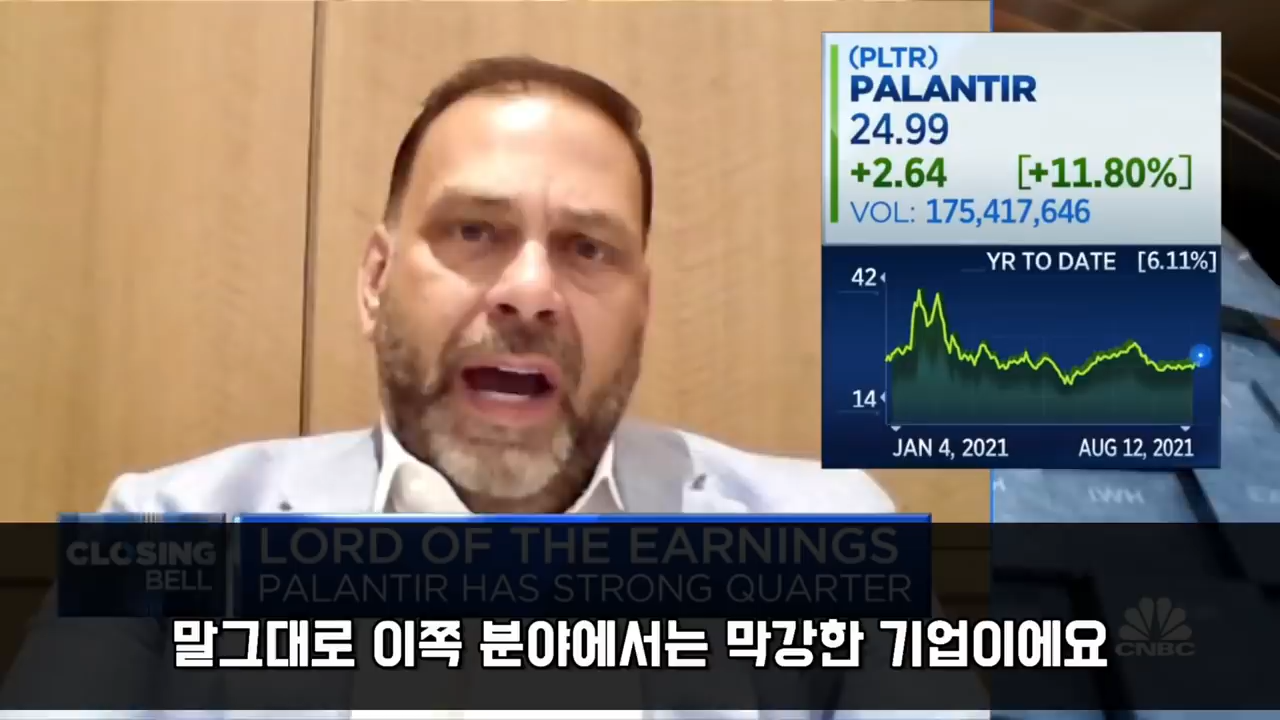 (PLTR)
PALANTIR
24.99
+2.64 [+11.80%]
VOL: 175,417,646
YR TO DATE [6.11%]
42
14
JAN 4, 2021 AUG 12, 2021
CLOSING
BELL
LORD OF THE EARNINGS
PALANTIR HAS STRONG QUARTER
말그대로 이쪽 분야에서는 막강한 기업이에요
CNBC